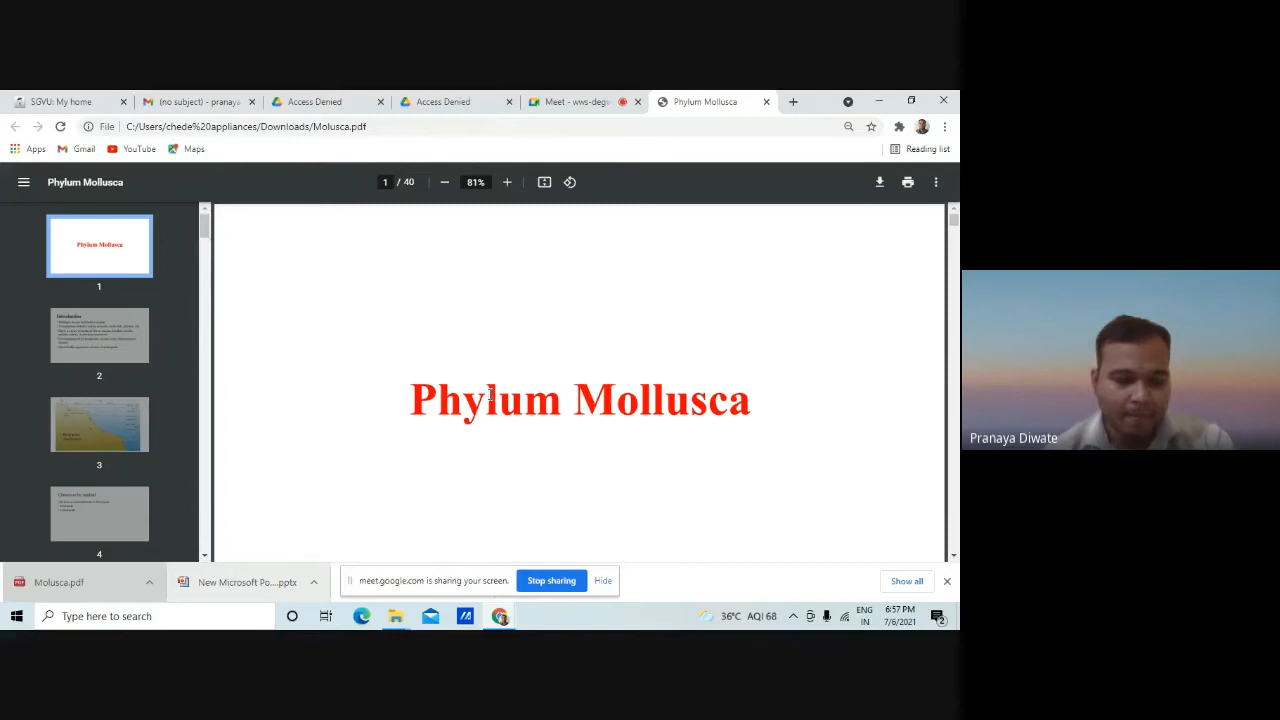 SGVU: My home
(no subject) - pranaya
Access Denied
Access Denied
Meet - wws-deg
Phylum Mollusca
File C:/Users/chede%20appliances/Downloads/Molusca.pdf
Apps Gmail YouTube Maps Reading list
Phylum Mollusca 1 / 40 81%
Phylum Mollusca
1
Introduction
2
3
4
Phylum Mollusca
Pranaya Diwate
Molusca.pdf
New Microsoft Po....pptx
meet.google.com is sharing your screen. Stop sharing Hide
Show all
Type here to search
36°C AQI 68
ENG
IN
6:57 PM
7/6/2021
2